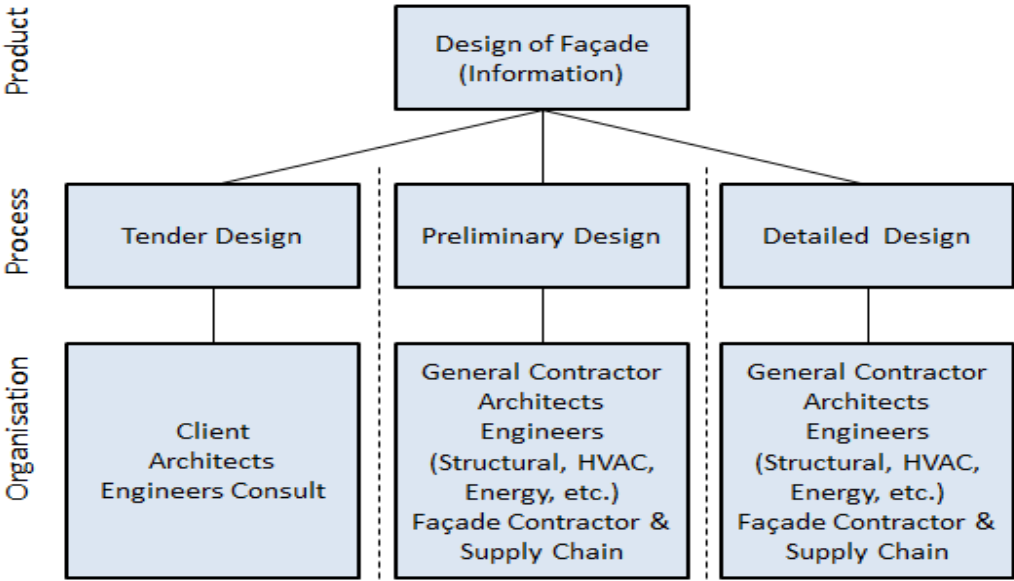 Product
Design of Façade
(Information)
Process
Tender Design
Preliminary Design
Detailed Design
Organisation
Client
Architects
Engineers Consult
General Contractor
Architects
Engineers
(Structural, HVAC,
Energy, etc.)
Façade Contractor &
Supply Chain
General Contractor
Architects
Engineers
(Structural, HVAC,
Energy, etc.)
Façade Contractor &
Supply Chain